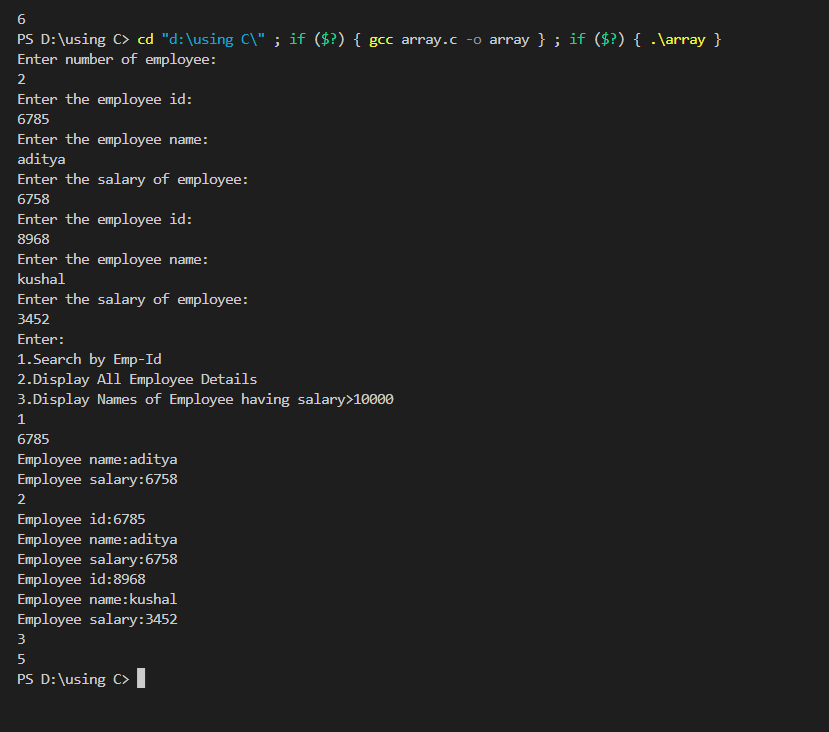 6
PS D:\using C> cd "d:\using C\" ; if ($?) { gcc array.c -o array } ; if ($?) { .\array }
Enter number of employee:
2
Enter the employee id:
6785
Enter the employee name:
aditya
Enter the salary of employee:
6758
Enter the employee id:
8968
Enter the employee name:
kushal
Enter the salary of employee:
3452
Enter:
1.Search by Emp-Id
2.Display All Employee Details
3.Display Names of Employee having salary>10000
1
6785
Employee name:aditya
Employee salary:6758
2
Employee id:6785
Employee name:aditya
Employee salary:6758
Employee id:8968
Employee name:kushal
Employee salary:3452
3
5
PS D:\using C>